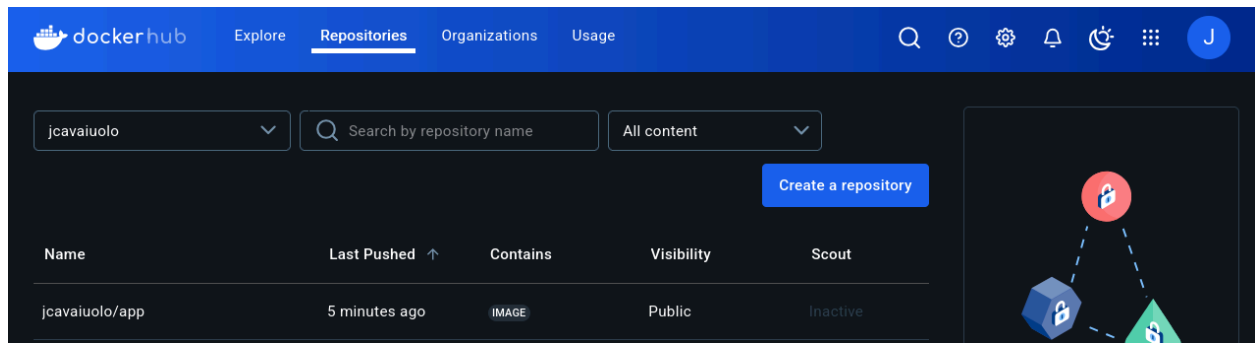 dockerhub Explore Repositories Organizations Usage J
jcavaiuolo Search by repository name All content
Create a repository
Name Last Pushed ↑ Contains Visibility Scout
jcavaiuolo/app 5 minutes ago IMAGE Public Inactive